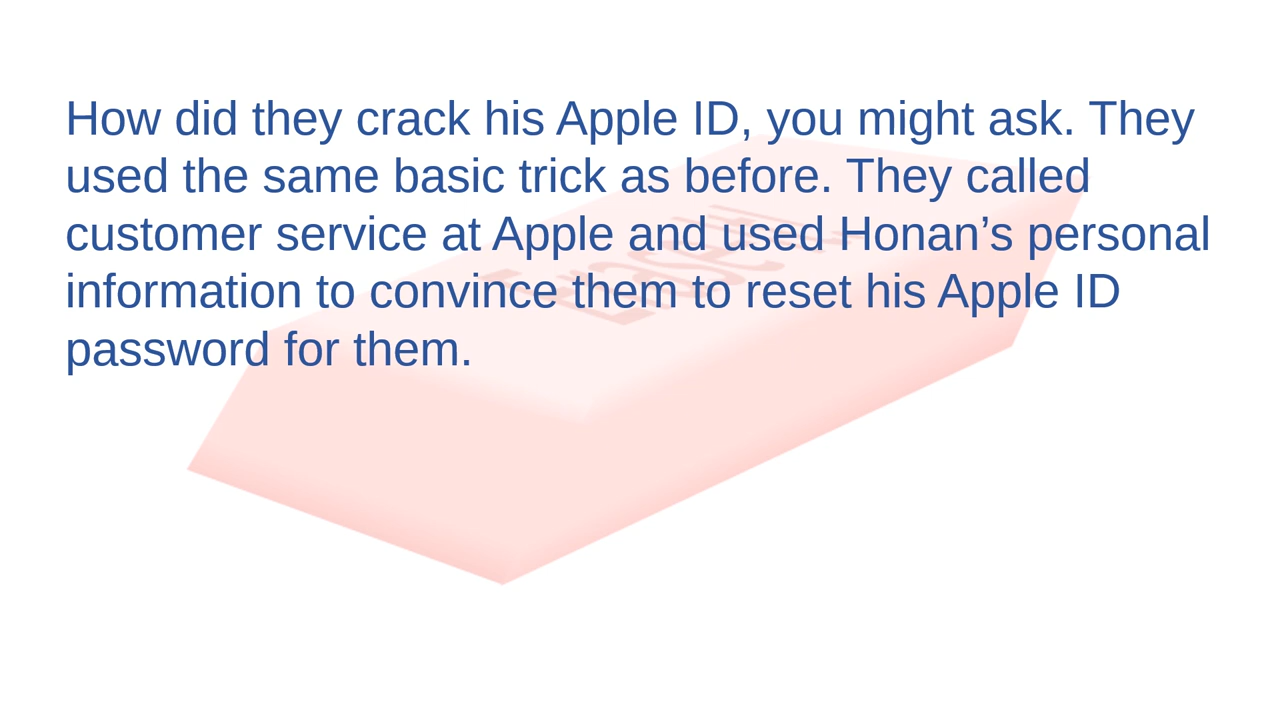 How did they crack his Apple ID, you might ask. They
used the same basic trick as before. They called
customer service at Apple and used Honan’s personal
information to convince them to reset his Apple ID
password for them.